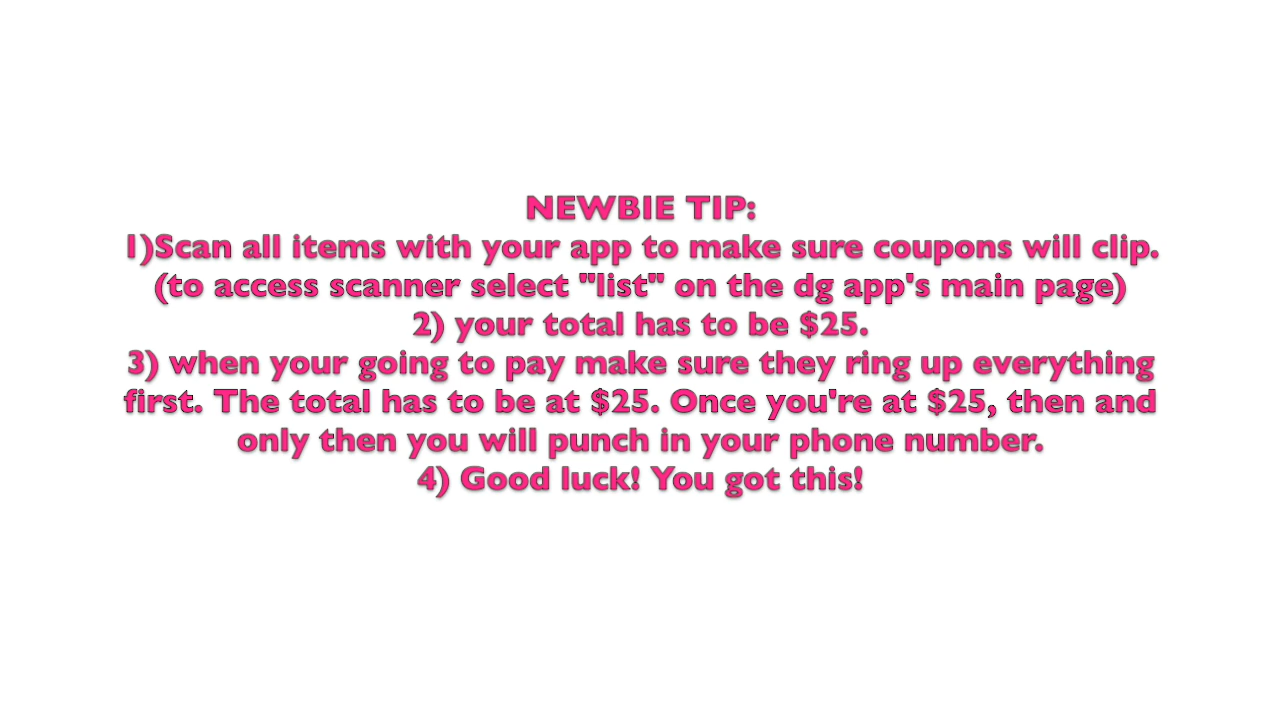 NEWBIE TIP:
1)Scan all items with your app to make sure coupons will clip.
(to access scanner select "list" on the dg app's main page)
2) your total has to be $25.
3) when your going to pay make sure they ring up everything
first. The total has to be at $25. Once you're at $25, then and
only then you will punch in your phone number.
4) Good luck! You got this!